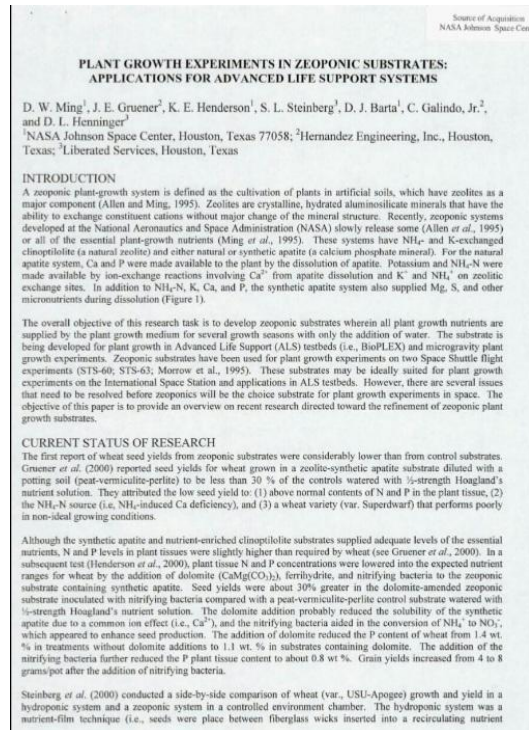 Source of Acquisition
NASA Johnson Space Cen
PLANT GROWTH EXPERIMENTS IN ZEOPONIC SUBSTRATES:
APPLICATIONS FOR ADVANCED LIFE SUPPORT SYSTEMS
D. W. Ming¹, J. E. Gruener², K. E. Henderson¹, S. L. Steinberg³, D. J. Barta¹, C. Galindo, Jr.²,
and D. L. Henninger³
¹NASA Johnson Space Center, Houston, Texas 77058; ²Hernandez Engineering, Inc., Houston,
Texas; ³Liberated Services, Houston, Texas
INTRODUCTION
A zeoponic plant-growth system is defined as the cultivation of plants in artificial soils, which have zeolites as a
major component (Allen and Ming, 1995). Zeolites are crystalline, hydrated aluminosilicate minerals that have the
ability to exchange constituent cations without major change of the mineral structure. Recently, zeoponic systems
developed at the National Aeronautics and Space Administration (NASA) slowly release some (Allen et al., 1995)
or all of the essential plant-growth nutrients (Ming et al., 1995). These systems have NH₄- and K-exchanged
clinoptilolite (a natural zeolite) and either natural or synthetic apatite (a calcium phosphate mineral). For the natural
apatite system, Ca and P were made available to the plant by the dissolution of apatite. Potassium and NH₄-N were
made available by ion-exchange reactions involving Ca²⁺ from apatite dissolution and K⁺ and NH₄⁺ on zeolitic
exchange sites. In addition to NH₄-N, K, Ca, and P, the synthetic apatite system also supplied Mg, S, and other
micronutrients during dissolution (Figure 1).
The overall objective of this research task is to develop zeoponic substrates wherein all plant growth nutrients are
supplied by the plant growth medium for several growth seasons with only the addition of water. The substrate is
being developed for plant growth in Advanced Life Support (ALS) testbeds (i.e., BioPLEX) and microgravity plant
growth experiments. Zeoponic substrates have been used for plant growth experiments on two Space Shuttle flight
experiments (STS-60; STS-63; Morrow et al., 1995). These substrates may be ideally suited for plant growth
experiments on the International Space Station and applications in ALS testbeds. However, there are several issues
that need to be resolved before zeoponics will be the choice substrate for plant growth experiments in space. The
objective of this paper is to provide an overview on recent research directed toward the refinement of zeoponic plant
growth substrates.
CURRENT STATUS OF RESEARCH
The first report of wheat seed yields from zeoponic substrates were considerably lower than from control substrates.
Gruener et al. (2000) reported seed yields for wheat grown in a zeolite-synthetic apatite substrate diluted with a
potting soil (peat-vermiculite-perlite) to be less than 30 % of the controls watered with ½-strength Hoagland's
nutrient solution. They attributed the low seed yield to: (1) above normal contents of N and P in the plant tissue, (2)
the NH₄-N source (i.e, NH₄-induced Ca deficiency), and (3) a wheat variety (var. Superdwarf) that performs poorly
in non-ideal growing conditions.
Although the synthetic apatite and nutrient-enriched clinoptilolite substrates supplied adequate levels of the essential
nutrients, N and P levels in plant tissues were slightly higher than required by wheat (see Gruener et al., 2000). In a
subsequent test (Henderson et al., 2000), plant tissue N and P concentrations were lowered into the expected nutrient
ranges for wheat by the addition of dolomite (CaMg(CO₃)₂), ferrihydrite, and nitrifying bacteria to the zeoponic
substrate containing synthetic apatite. Seed yields were about 30% greater in the dolomite-amended zeoponic
substrate inoculated with nitrifying bacteria compared with a peat-vermiculite-perlite control substrate watered with
½-strength Hoagland's nutrient solution. The dolomite addition probably reduced the solubility of the synthetic
apatite due to a common ion effect (i.e., Ca²⁺), and the nitrifying bacteria aided in the conversion of NH₄⁺ to NO₃⁻,
which appeared to enhance seed production. The addition of dolomite reduced the P content of wheat from 1.4 wt.
% in treatments without dolomite additions to 1.1 wt. % in substrates containing dolomite. The addition of the
nitrifying bacteria further reduced the P plant tissue content to about 0.8 wt %. Grain yields increased from 4 to 8
grams/pot after the addition of nitrifying bacteria.
Steinberg et al. (2000) conducted a side-by-side comparison of wheat (var., USU-Apogee) growth and yield in a
hydroponic system and a zeoponic system in a controlled environment chamber. The hydroponic system was a
nutrient-film technique (i.e., seeds were place between fiberglass wicks inserted into a recirculating nutrient